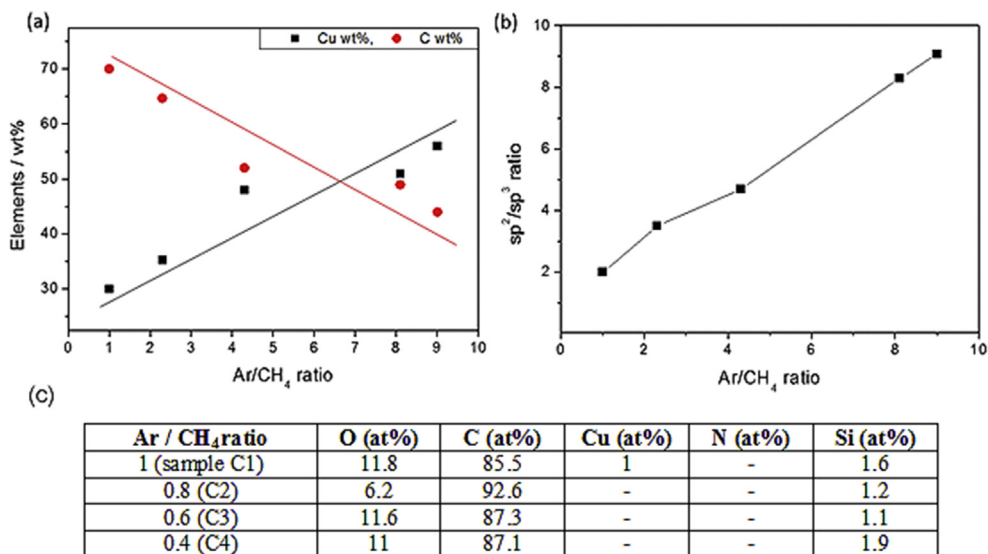 (a)
Cu wt%, C wt%
70
60
50
40
30
Elements / wt%
0 1 2 3 4 5 6 7 8 9 10
Ar/CH₄ ratio
(b)
10
8
6
4
2
sp²/sp³ ratio
0 2 4 6 8 10
Ar/CH₄ ratio
(c)
Ar / CH₄ ratio O (at%) C (at%) Cu (at%) N (at%) Si (at%)
1 (sample C1) 11.8 85.5 1 - 1.6
0.8 (C2) 6.2 92.6 - - 1.2
0.6 (C3) 11.6 87.3 - - 1.1
0.4 (C4) 11 87.1 - - 1.9